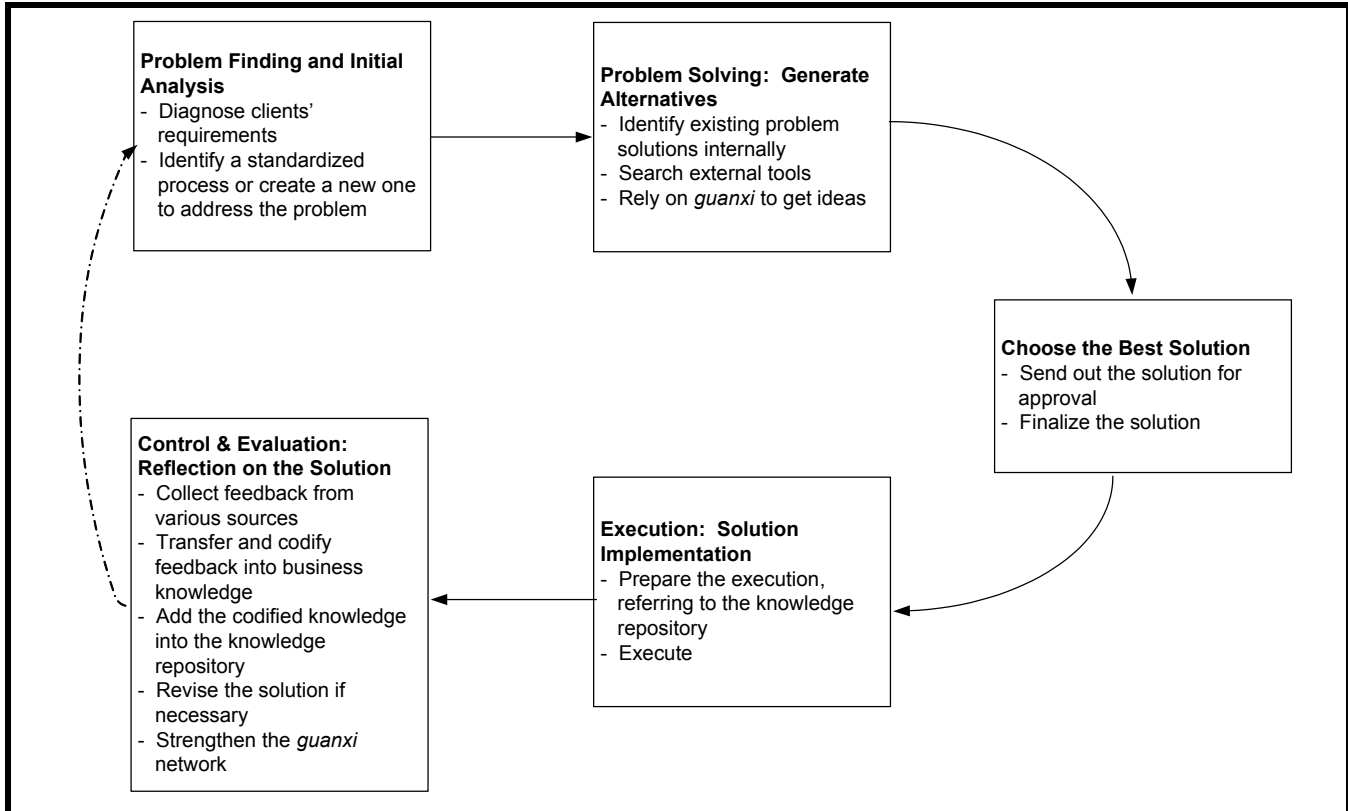 Problem Finding and Initial
Analysis
- Diagnose clients'
requirements
- Identify a standardized
process or create a new one
to address the problem
Problem Solving: Generate
Alternatives
- Identify existing problem
solutions internally
- Search external tools
- Rely on guanxi to get ideas
Choose the Best Solution
- Send out the solution for
approval
- Finalize the solution
Execution: Solution
Implementation
- Prepare the execution,
referring to the knowledge
repository
- Execute
Control & Evaluation:
Reflection on the Solution
- Collect feedback from
various sources
- Transfer and codify
feedback into business
knowledge
- Add the codified knowledge
into the knowledge
repository
- Revise the solution if
necessary
- Strengthen the guanxi
network